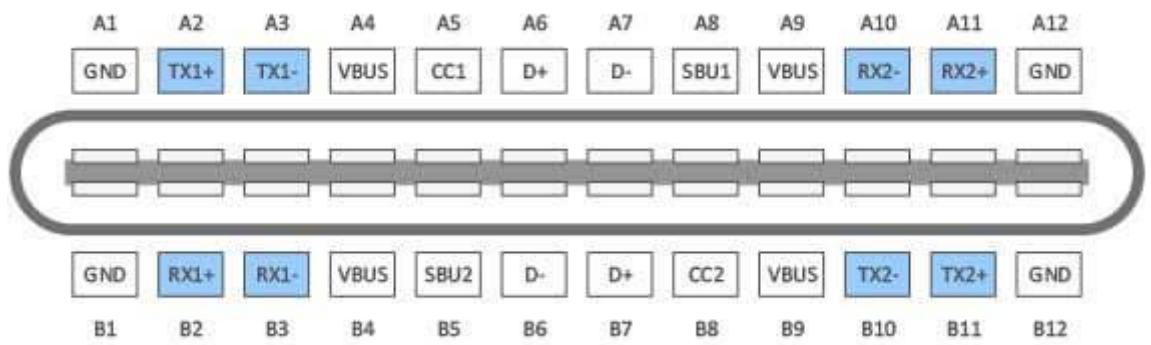 A1 A2 A3 A4 A5 A6 A7 A8 A9 A10 A11 A12
GND TX1+ TX1- VBUS CC1 D+ D- SBU1 VBUS RX2- RX2+ GND
GND RX1+ RX1- VBUS SBU2 D- D+ CC2 VBUS TX2- TX2+ GND
B1 B2 B3 B4 B5 B6 B7 B8 B9 B10 B11 B12